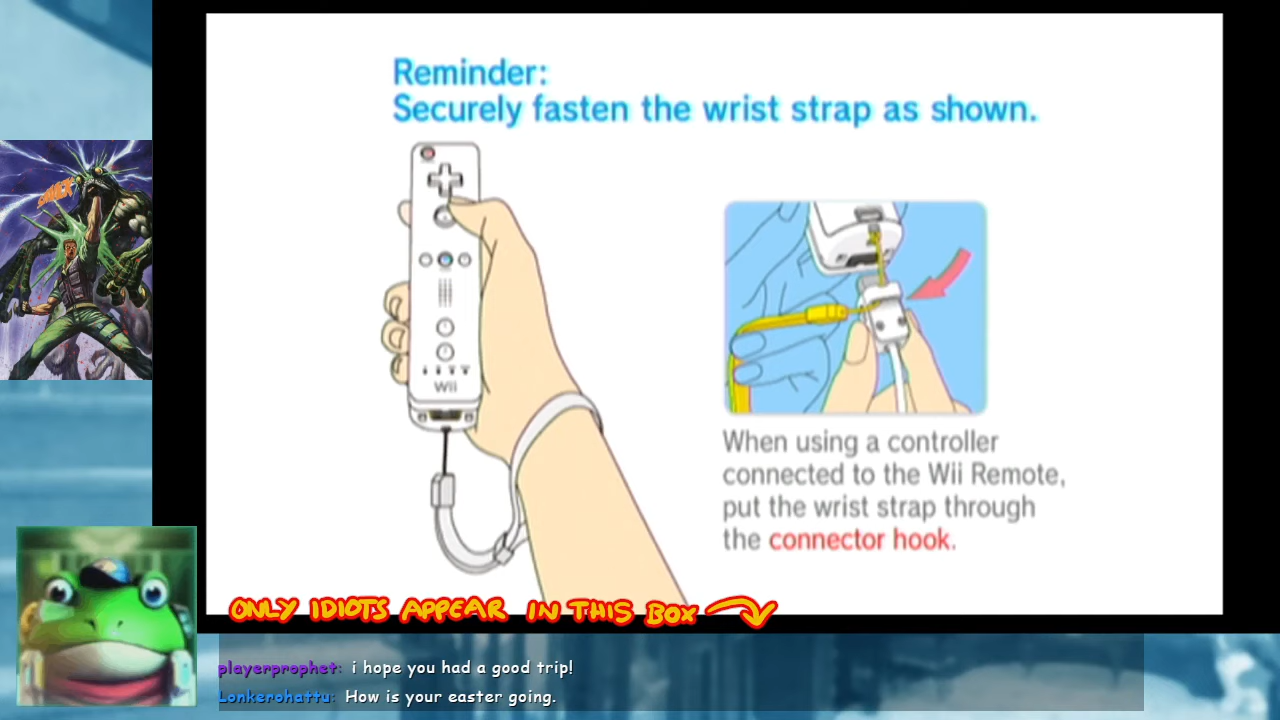 Reminder:
Securely fasten the wrist strap as shown.
Wii
When using a controller
connected to the Wii Remote,
put the wrist strap through
the connector hook.
ONLY IDIOTS APPEAR IN THIS BOX
playerprophet: i hope you had a good trip!
Lonkerohattu: How is your easter going.